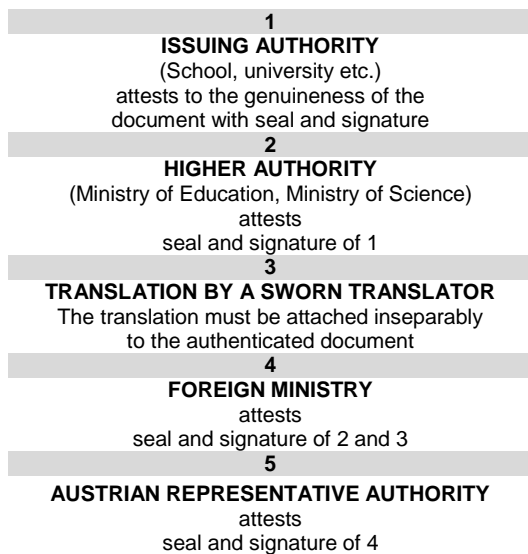 1
ISSUING AUTHORITY
(School, university etc.)
attests to the genuineness of the
document with seal and signature
2
HIGHER AUTHORITY
(Ministry of Education, Ministry of Science)
attests
seal and signature of 1
3
TRANSLATION BY A SWORN TRANSLATOR
The translation must be attached inseparably
to the authenticated document
4
FOREIGN MINISTRY
attests
seal and signature of 2 and 3
5
AUSTRIAN REPRESENTATIVE AUTHORITY
attests
seal and signature of 4